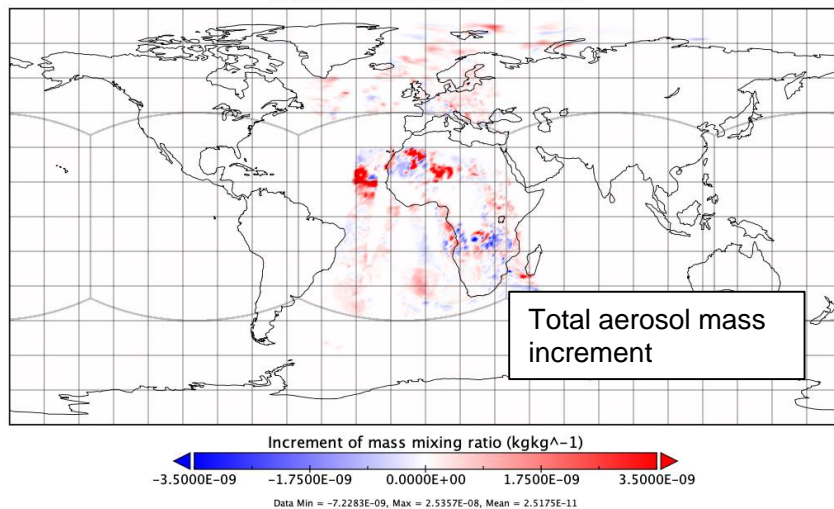 Total aerosol mass
increment
Increment of mass mixing ratio (kgkg^-1)
-3.5000E-09 -1.7500E-09 0.0000E+00 1.7500E-09 3.5000E-09
Data Min = -7.2283E-09, Max = 2.5357E-08, Mean = 2.5175E-11